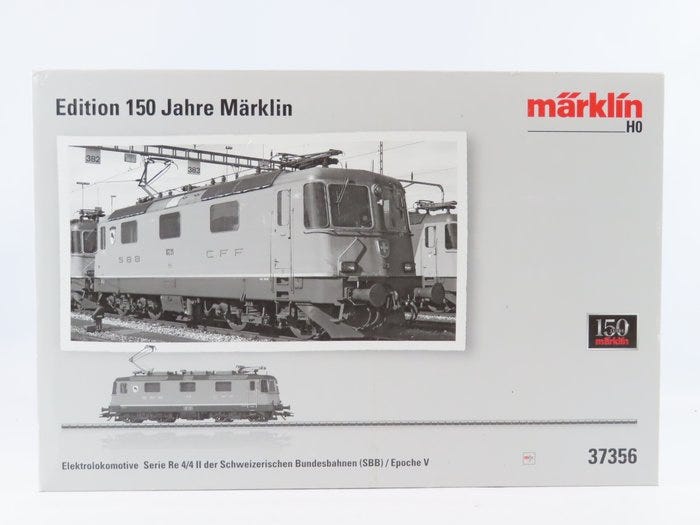 Edition 150 Jahre Märklin
märklin
H0
382
383
SBB CFF
150
märklin
Elektrolokomotive Serie Re 4/4 II der Schweizerischen Bundesbahnen (SBB) / Epoche V
37356